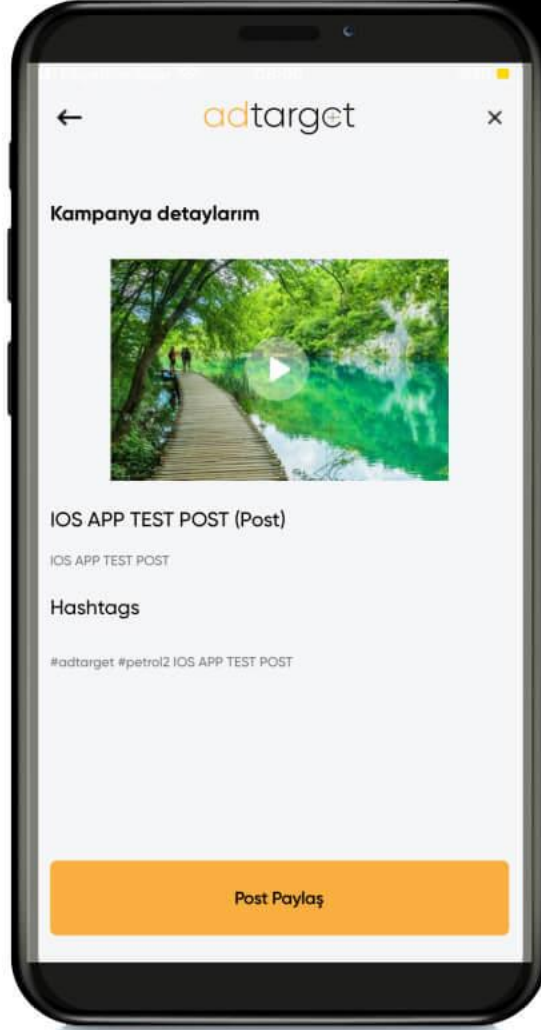 adtarget
Kampanya detaylarım
IOS APP TEST POST (Post)
IOS APP TEST POST
Hashtags
#adtarget #petrol2 IOS APP TEST POST
Post Paylaş